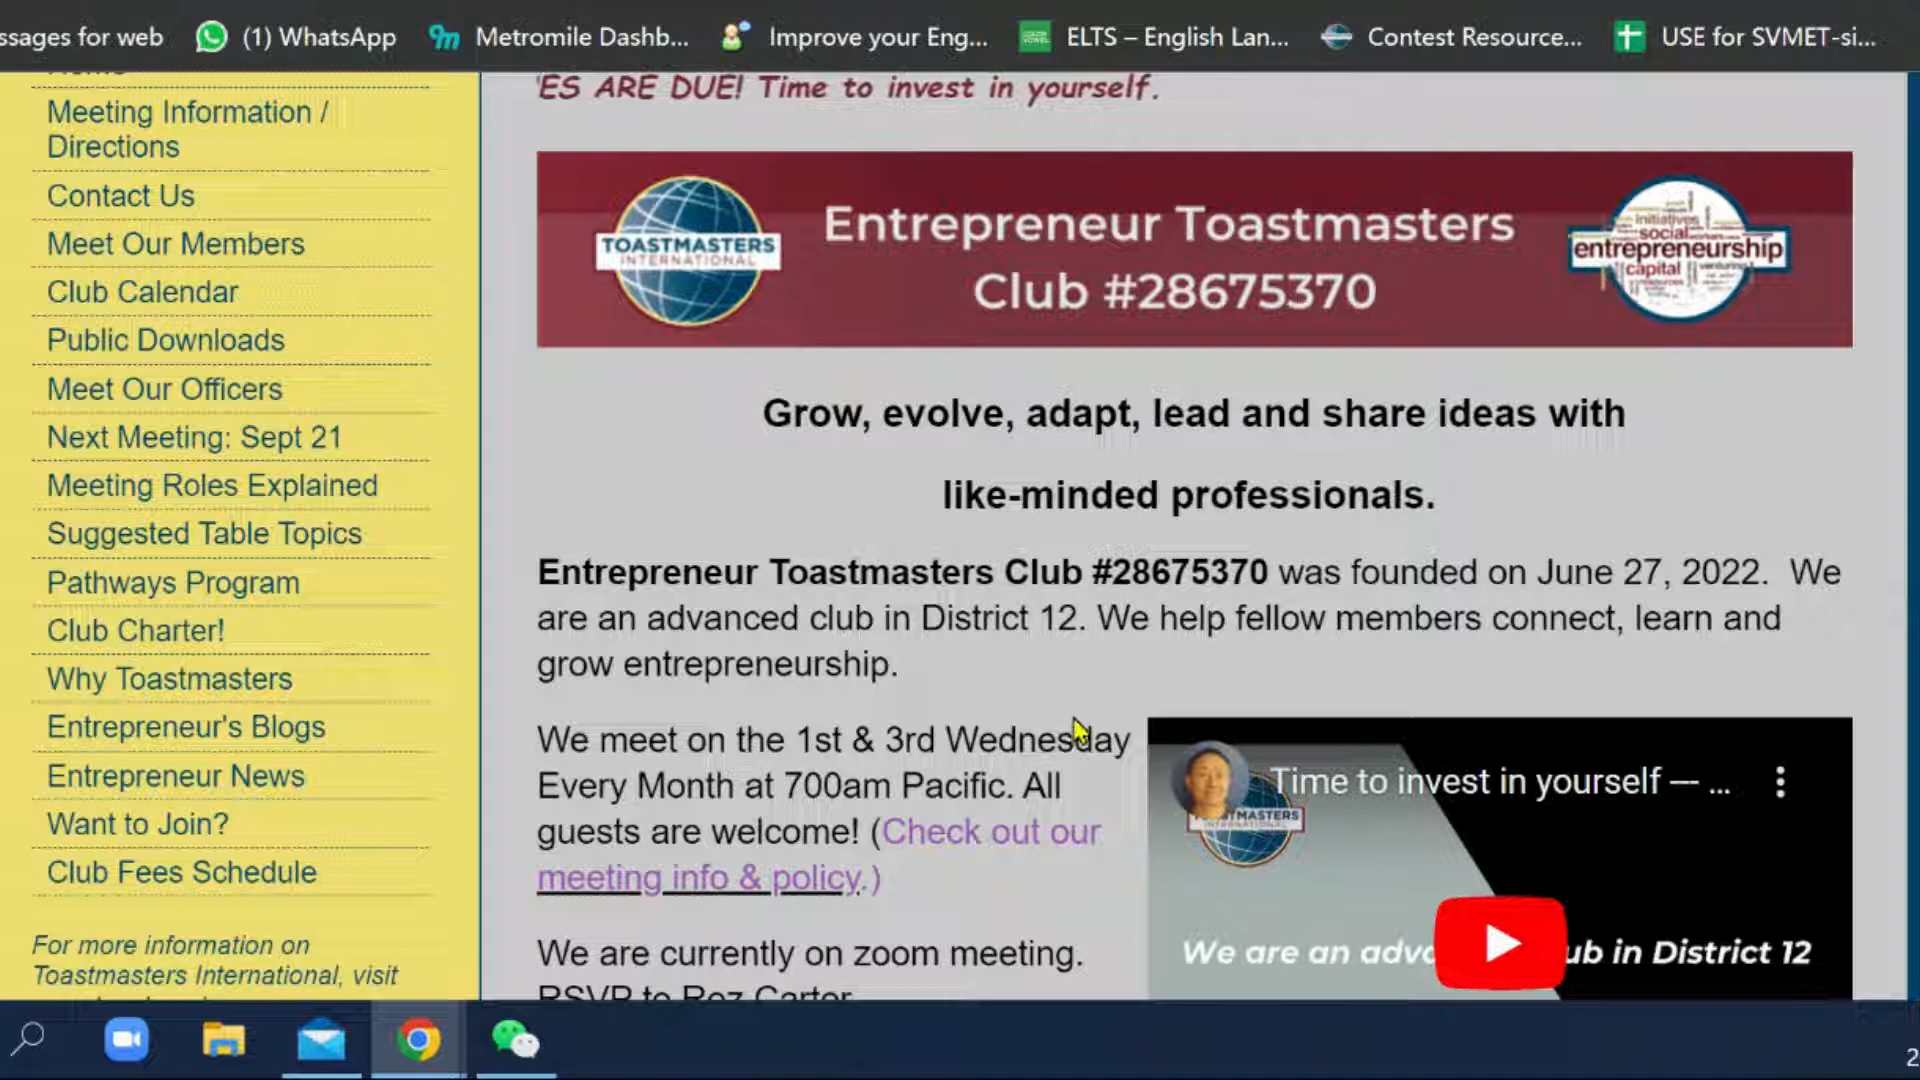 ssages for web (1) WhatsApp Metromile Dashb... Improve your Eng... ELTS – English Lan... Contest Resource... USE for SVMET-si...
Home
Meeting Information /
Directions
Contact Us
Meet Our Members
Club Calendar
Public Downloads
Meet Our Officers
Next Meeting: Sept 21
Meeting Roles Explained
Suggested Table Topics
Pathways Program
Club Charter!
Why Toastmasters
Entrepreneur's Blogs
Entrepreneur News
Want to Join?
Club Fees Schedule
For more information on
Toastmasters International, visit
'ES ARE DUE! Time to invest in yourself.
TOASTMASTERS
INTERNATIONAL
Entrepreneur Toastmasters
Club #28675370
initiatives
social
entrepreneurship
capital venturing
Grow, evolve, adapt, lead and share ideas with
like-minded professionals.
Entrepreneur Toastmasters Club #28675370 was founded on June 27, 2022. We
are an advanced club in District 12. We help fellow members connect, learn and
grow entrepreneurship.
We meet on the 1st & 3rd Wednesday
Every Month at 700am Pacific. All
guests are welcome! (Check out our
meeting info & policy.)
We are currently on zoom meeting.
RSVP to Roz Carter
Time to invest in yourself — ...
We are an adv ub in District 12
2